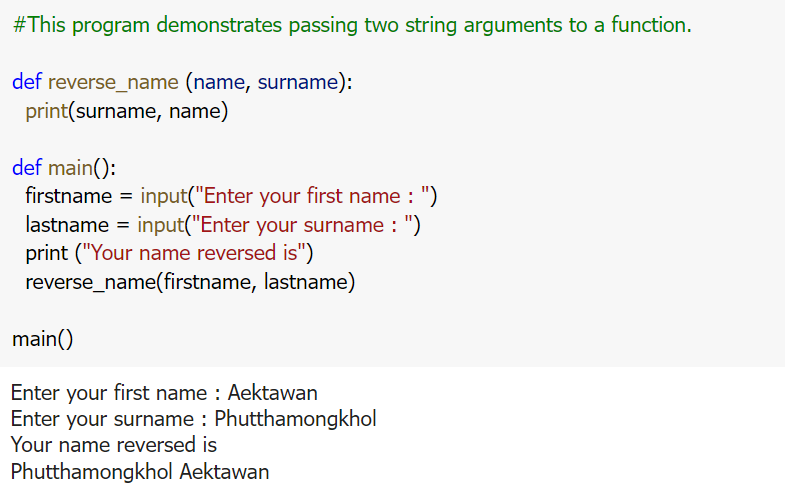 #This program demonstrates passing two string arguments to a function.
def reverse_name (name, surname):
print(surname, name)
def main():
firstname = input("Enter your first name : ")
lastname = input("Enter your surname : ")
print ("Your name reversed is")
reverse_name(firstname, lastname)
main()
Enter your first name : Aektawan
Enter your surname : Phutthamongkhol
Your name reversed is
Phutthamongkhol Aektawan